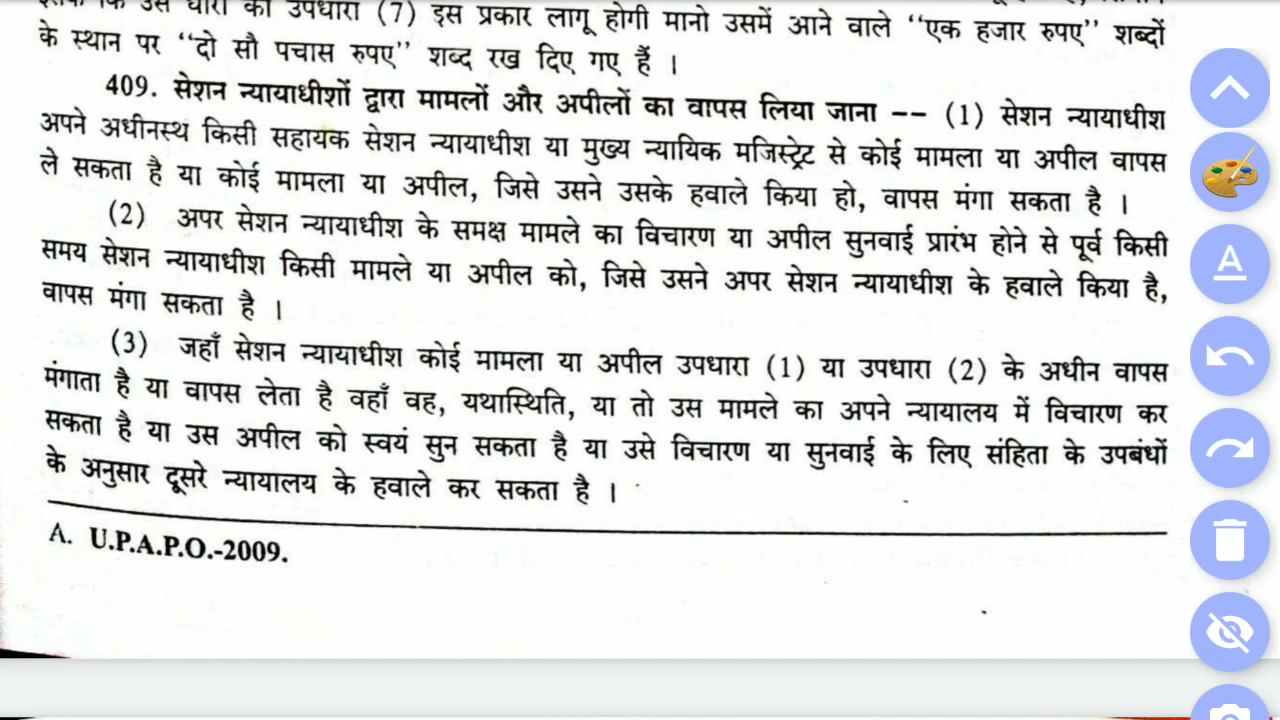 उस धारा की उपधारा (7) इस प्रकार लागू होगी मानो उसमें आने वाले “एक हजार रुपए” शब्दों
के स्थान पर “दो सौ पचास रुपए” शब्द रख दिए गए हैं ।
409. सेशन न्यायाधीशों द्वारा मामलों और अपीलों का वापस लिया जाना -- (1) सेशन न्यायाधीश
अपने अधीनस्थ किसी सहायक सेशन न्यायाधीश या मुख्य न्यायिक मजिस्ट्रेट से कोई मामला या अपील वापस
ले सकता है या कोई मामला या अपील, जिसे उसने उसके हवाले किया हो, वापस मंगा सकता है ।
(2) अपर सेशन न्यायाधीश के समक्ष मामले का विचारण या अपील सुनवाई प्रारंभ होने से पूर्व किसी
समय सेशन न्यायाधीश किसी मामले या अपील को, जिसे उसने अपर सेशन न्यायाधीश के हवाले किया है,
वापस मंगा सकता है ।
(3) जहाँ सेशन न्यायाधीश कोई मामला या अपील उपधारा (1) या उपधारा (2) के अधीन वापस
मंगाता है या वापस लेता है वहाँ वह, यथास्थिति, या तो उस मामले का अपने न्यायालय में विचारण कर
सकता है या उस अपील को स्वयं सुन सकता है या उसे विचारण या सुनवाई के लिए संहिता के उपबंधों
के अनुसार दूसरे न्यायालय के हवाले कर सकता है ।
A. U.P.A.P.O.-2009.
A